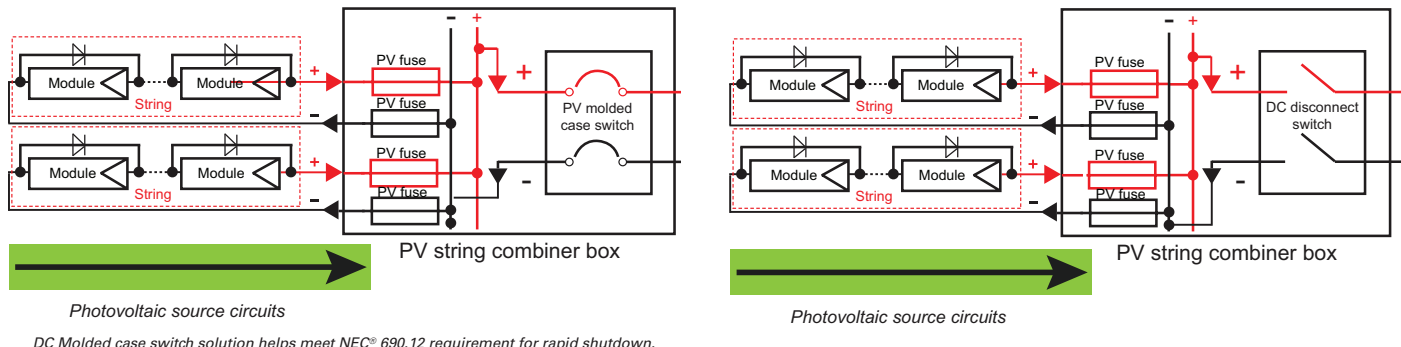 - +
PV fuse
Module
Module
String
+
+
PV fuse
-
PV molded
case switch
PV fuse
Module
Module
String
+
-
PV fuse
-
PV string combiner box
Photovoltaic source circuits
DC Molded case switch solution helps meet NEC® 690.12 requirement for rapid shutdown.
- +
PV fuse
Module
Module
String
+
+
PV fuse
-
DC disconnect
switch
PV fuse
Module
Module
String
+
-
PV fuse
-
PV string combiner box
Photovoltaic source circuits